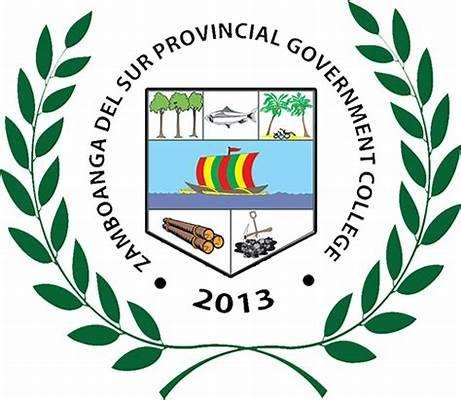 ZAMBOANGA DEL SUR PROVINCIAL GOVERNMENT COLLEGE
• 2013 •